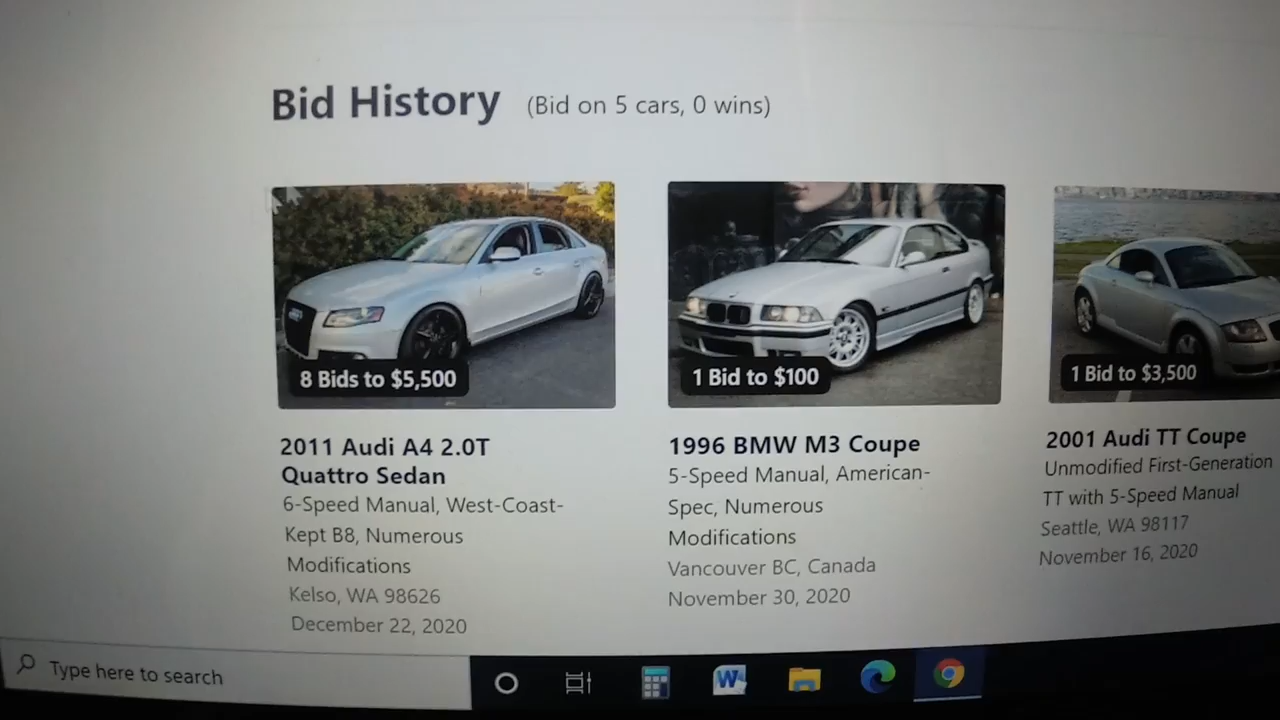 Bid History (Bid on 5 cars, 0 wins)
8 Bids to $5,500
1 Bid to $100
1 Bid to $3,500
2011 Audi A4 2.0T
Quattro Sedan
6-Speed Manual, West-Coast-
Kept B8, Numerous
Modifications
Kelso, WA 98626
December 22, 2020
1996 BMW M3 Coupe
5-Speed Manual, American-
Spec, Numerous
Modifications
Vancouver BC, Canada
November 30, 2020
2001 Audi TT Coupe
Unmodified First-Generation
TT with 5-Speed Manual
Seattle, WA 98117
November 16, 2020
Type here to search
W